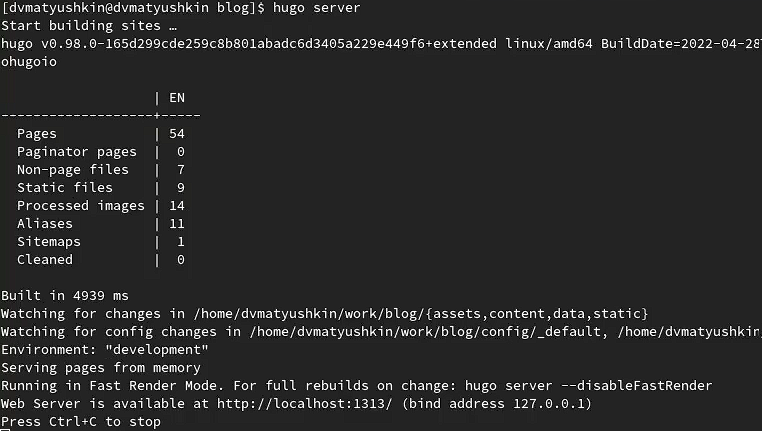 [dvmatyushkin@dvmatyushkin blog]$ hugo server
Start building sites …
hugo v0.98.0-165d299cde259c8b801abadc6d3405a229e449f6+extended linux/amd64 BuildDate=2022-04-28T
ohugoio

                   | EN
-------------------+-----
  Pages            | 54
  Paginator pages  |  0
  Non-page files   |  7
  Static files     |  9
  Processed images | 14
  Aliases          | 11
  Sitemaps         |  1
  Cleaned          |  0

Built in 4939 ms
Watching for changes in /home/dvmatyushkin/work/blog/{assets,content,data,static}
Watching for config changes in /home/dvmatyushkin/work/blog/config/_default, /home/dvmatyushkin
Environment: "development"
Serving pages from memory
Running in Fast Render Mode. For full rebuilds on change: hugo server --disableFastRender
Web Server is available at http://localhost:1313/ (bind address 127.0.0.1)
Press Ctrl+C to stop